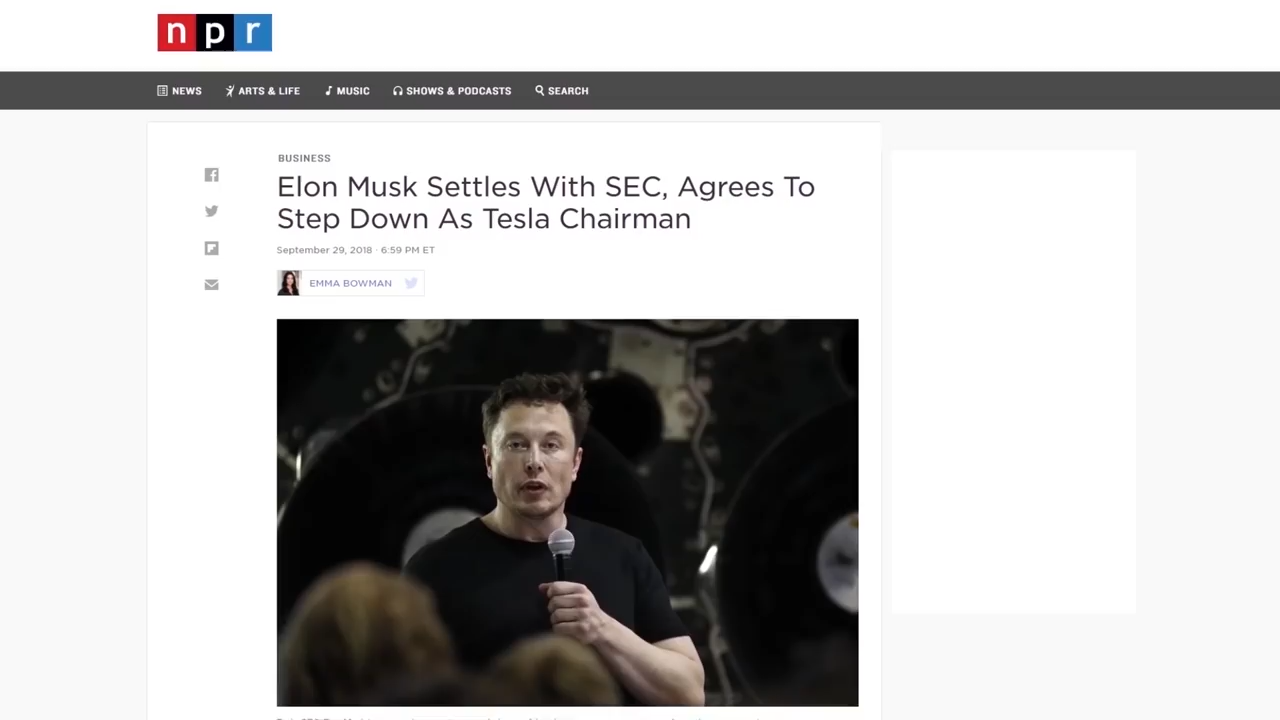 npr
NEWS ARTS & LIFE MUSIC SHOWS & PODCASTS SEARCH
BUSINESS
Elon Musk Settles With SEC, Agrees To
Step Down As Tesla Chairman
September 29, 2018 · 6:59 PM ET
EMMA BOWMAN